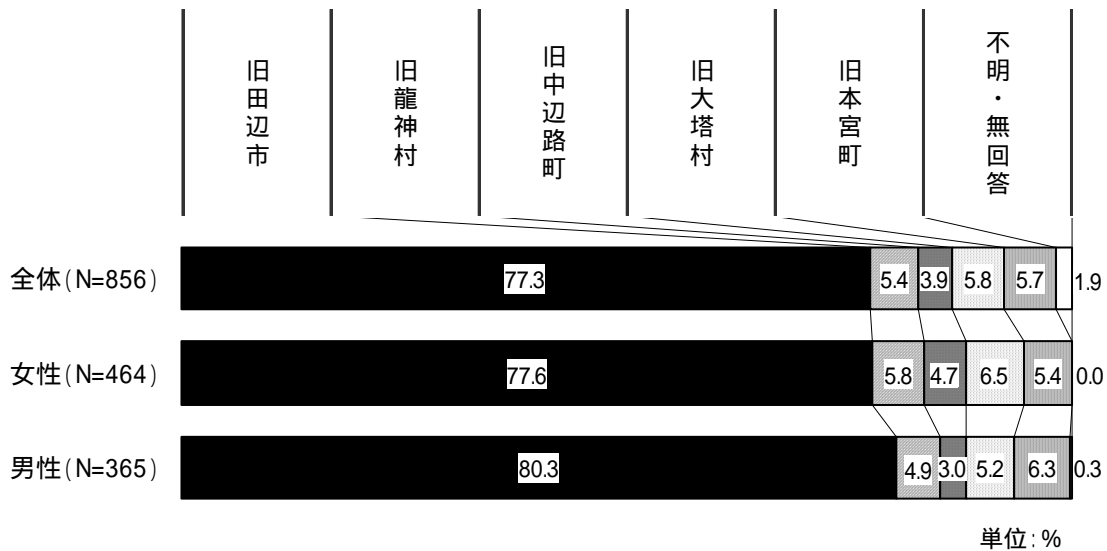 旧田辺市
旧龍神村
旧中辺路町
旧大塔村
旧本宮町
不明・無回答
全体(N=856) 77.3 5.4 3.9 5.8 5.7 1.9
女性(N=464) 77.6 5.8 4.7 6.5 5.4 0.0
男性(N=365) 80.3 4.9 3.0 5.2 6.3 0.3
単位:%